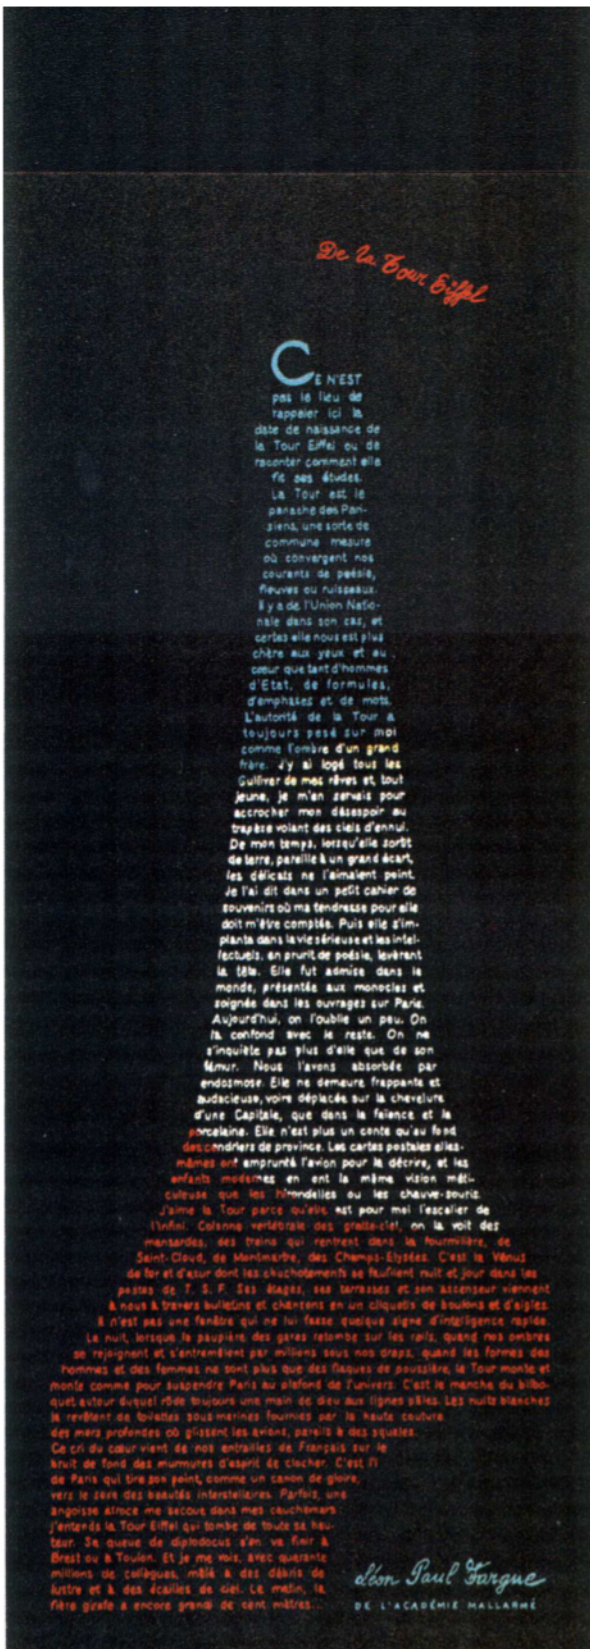 De la Tour Eiffel
CE N'EST
pas le lieu de
rappeler ici la
date de naissance de
la Tour Eiffel ou de
raconter comment elle
fit ses études.
La Tour est le
panache des Pari-
siens, une sorte de
commune mesure
où convergent nos
courants de poésie,
fleuves ou ruisseaux.
Il y a de l'Union Natio-
nale dans son cas, et
certes elle nous est plus
chère aux yeux et au
cœur que tant d'hommes
d'Etat, de formules,
d'emphases et de mots.
L'autorité de la Tour a
toujours pesé sur moi
comme l'ombre d'un grand
frère. J'y ai logé tous les
Gulliver de mes rêves et, tout
jeune, je m'en servais pour
accrocher mon désespoir au
trapèze volant des ciels d'ennui.
De mon temps, lorsqu'elle sortit
de terre, pareille à un grand écart,
les délicats ne l'aimaient point.
Je l'ai dit dans un petit cahier de
souvenirs où ma tendresse pour elle
doit m'être comptée. Puis elle s'im-
planta dans la vie sérieuse et les intel-
lectuels, en prurit de poésie, levèrent
la tête. Elle fut admise dans le
monde, présentée aux monocles et
soignée dans les ouvrages sur Paris.
Aujourd'hui, on l'oublie un peu. On
la confond avec le reste. On ne
s'inquiète pas plus d'elle que de son
fémur. Nous l'avons absorbée par
endosmose. Elle ne demeure frappante et
audacieuse, voire déplacée sur la chevelure
d'une Capitale, que dans la faïence et la
porcelaine. Elle n'est plus un conte qu'au fond
des cendriers de province. Les cartes postales elles-
mêmes ont emprunté l'avion pour la décrire, et les
enfants modernes en ont la même vision méti-
culeuse que les hirondelles ou les chauve-souris.
J'aime la Tour parce qu'elle est pour moi l'escalier de
l'infini. Colonne vertébrale des gratte-ciel, on la voit des
mansardes, des trains qui rentrent dans la fourmilière, de
Saint-Cloud, de Montmartre, des Champs-Elysées. C'est la Vénus
de fer et d'azur dont les chuchotements se faufilent nuit et jour dans les
postes de T. S. F. Ses étages, ses terrasses et son ascenseur viennent
à nous à travers bulletins et chansons en un cliquetis de boulons et d'aigles.
Il n'est pas une fenêtre qui ne lui fasse quelque signe d'intelligence rapide.
La nuit, lorsque la paupière des gares retombe sur les rails, quand nos ombres
se rejoignent et s'entremêlent par millions sous nos draps, quand les formes des
hommes et des femmes ne sont plus que des flaques de poussière, la Tour monte et
monte comme pour suspendre Paris au plafond de l'univers. C'est le manche du bilbo-
quet autour duquel rôde toujours une main de dieu aux lignes pâles. Les nuits blanches
la revêtent de toilettes sous-marines fournies par la haute couture
des mers profondes où glissent les avions, pareils à des squales.
Ce cri du cœur vient de nos entrailles de Français sur le
bruit de fond des murmures d'esprit de clocher. C'est l'i
de Paris qui tire son point, comme un canon de gloire,
vers le sexe des beautés interstellaires. Parfois, une
angoisse atroce me secoue dans mes cauchemars :
j'entends la Tour Eiffel qui tombe de toute sa hau-
teur. Sa queue de diplodocus s'en va finir à
Brest ou à Toulon. Et je me vois, avec quarante
millions de collègues, mêlé à des débris de
lustre et à des écailles de ciel. Le matin, la
fière girafe a encore grandi de cent mètres...
Léon Paul Fargue
DE L'ACADÉMIE MALLARMÉ